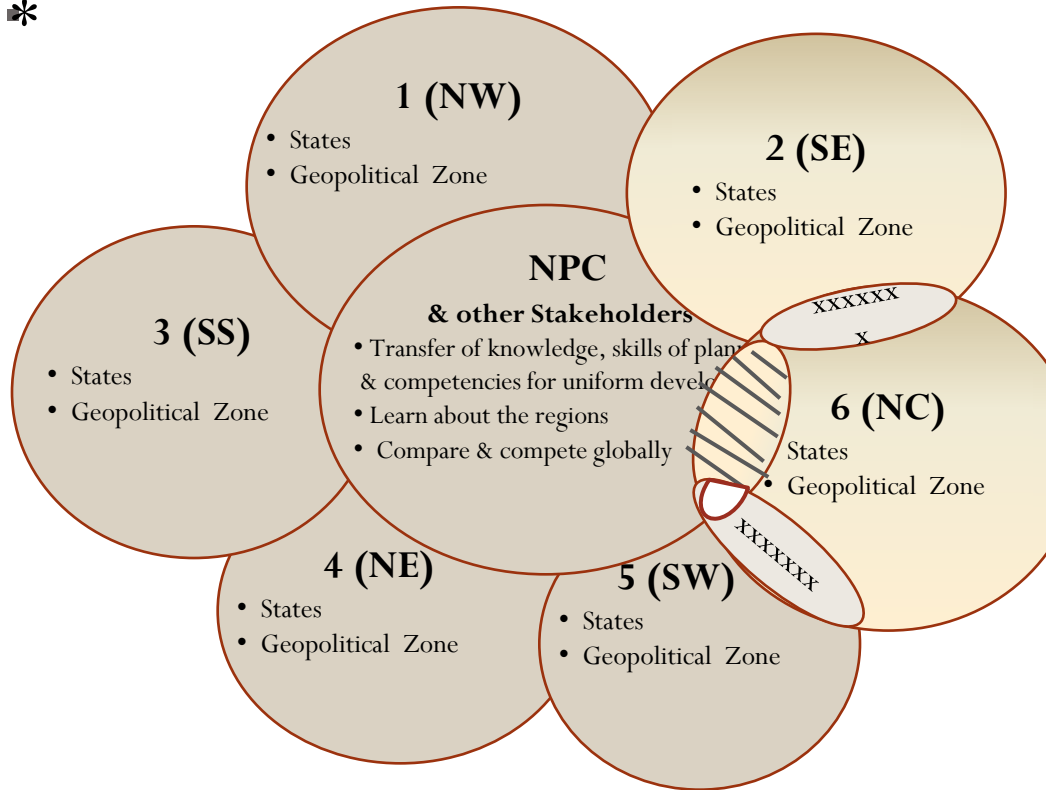 *
1 (NW)
• States
• Geopolitical Zone
2 (SE)
• States
• Geopolitical Zone
3 (SS)
• States
• Geopolitical Zone
NPC
& other Stakeholders
• Transfer of knowledge, skills of
& competencies for uniform
• Learn about the regions
• Compare & compete globally
xxxxxx
x
6 (NC)
States
• Geopolitical Zone
xxxxxxx
4 (NE)
• States
• Geopolitical Zone
5 (SW)
• States
• Geopolitical Zone